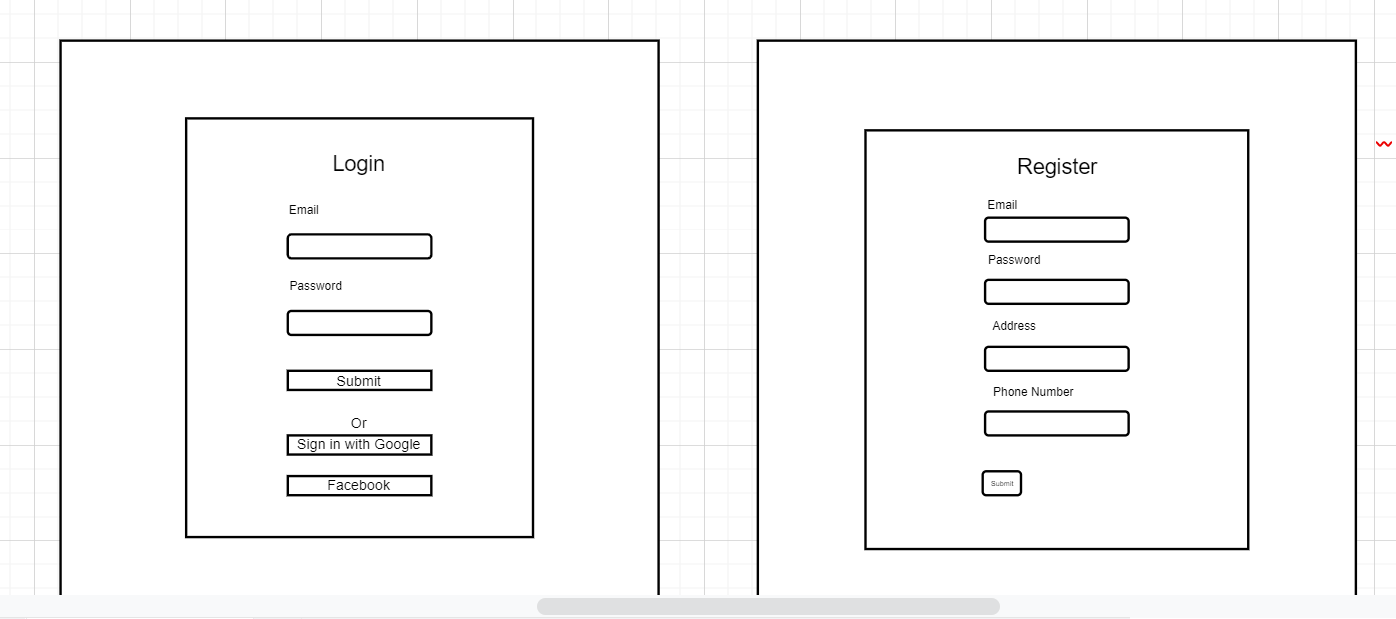 Login
Email
Password
Submit
Or
Sign in with Google
Facebook
Register
Email
Password
Address
Phone Number
Submit